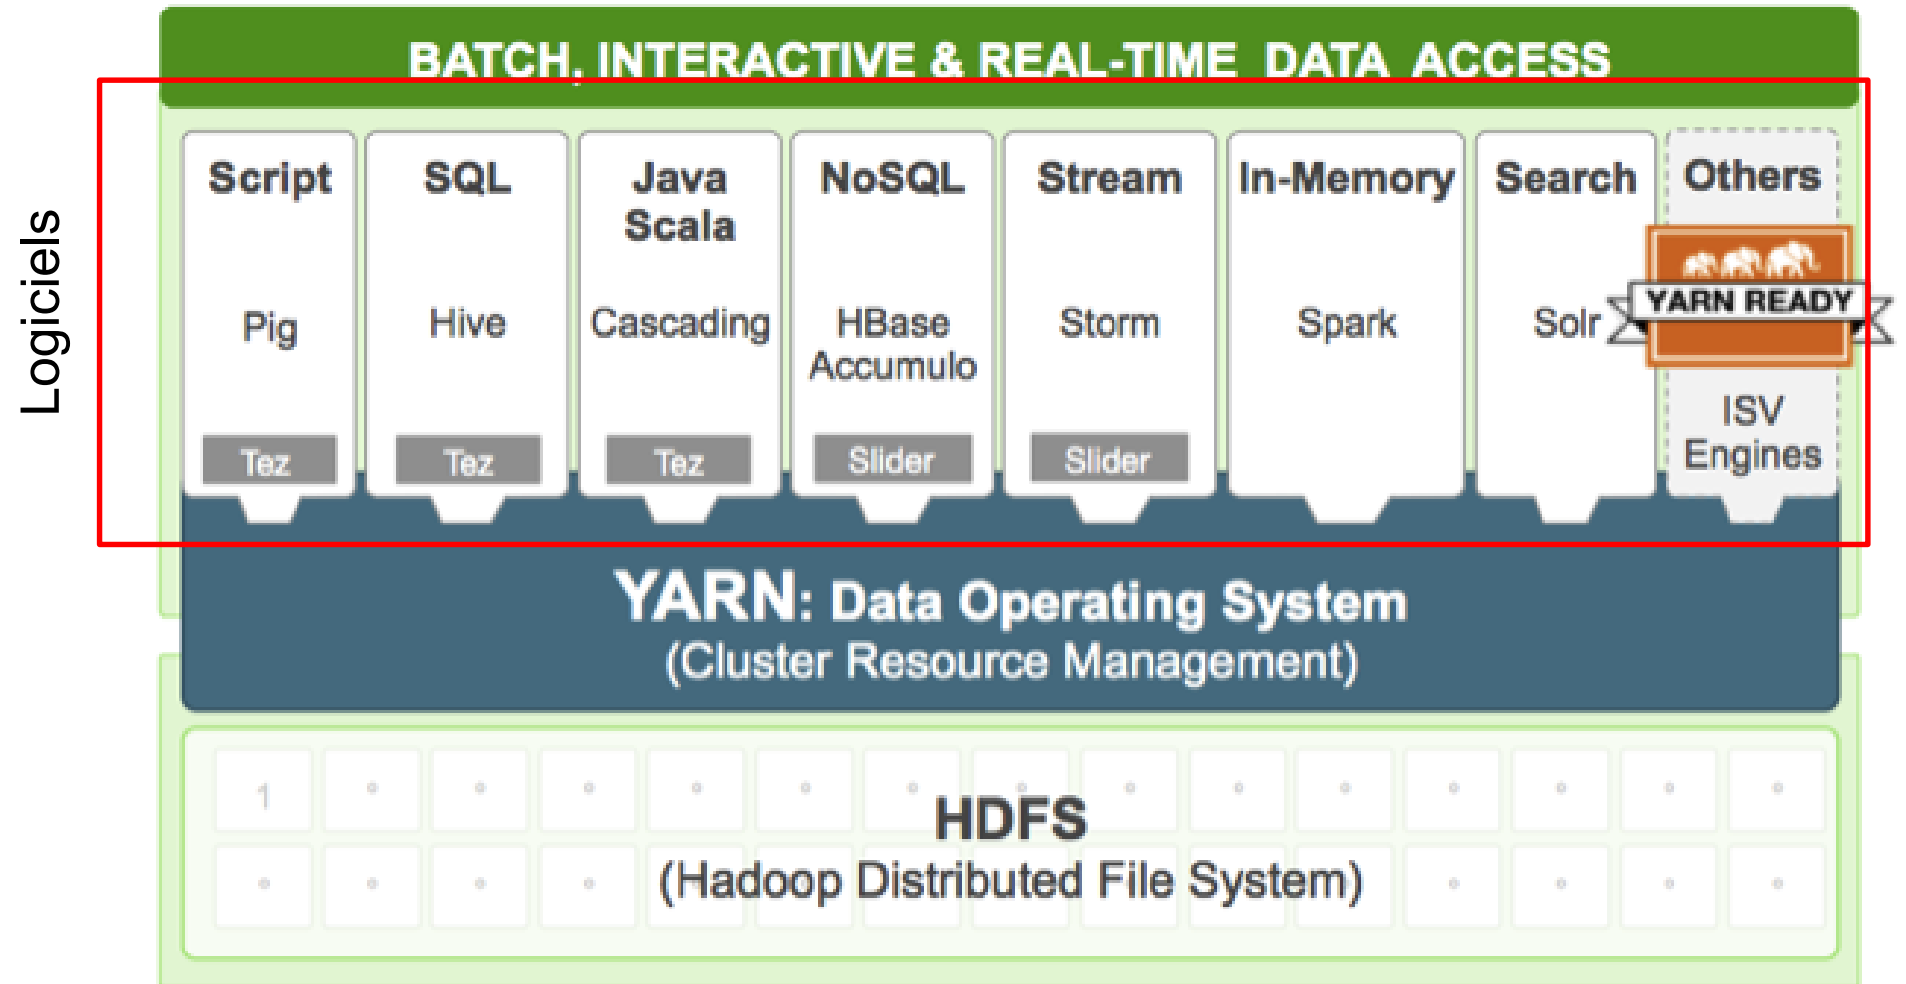 BATCH, INTERACTIVE & REAL-TIME DATA ACCESS
Logiciels
Script
Pig
Tez
SQL
Hive
Tez
Java
Scala
Cascading
Tez
NoSQL
HBase
Accumulo
Slider
Stream
Storm
Slider
In-Memory
Spark
Search
Solr
Others
YARN READY
ISV
Engines
YARN: Data Operating System
(Cluster Resource Management)
1
HDFS
(Hadoop Distributed File System)